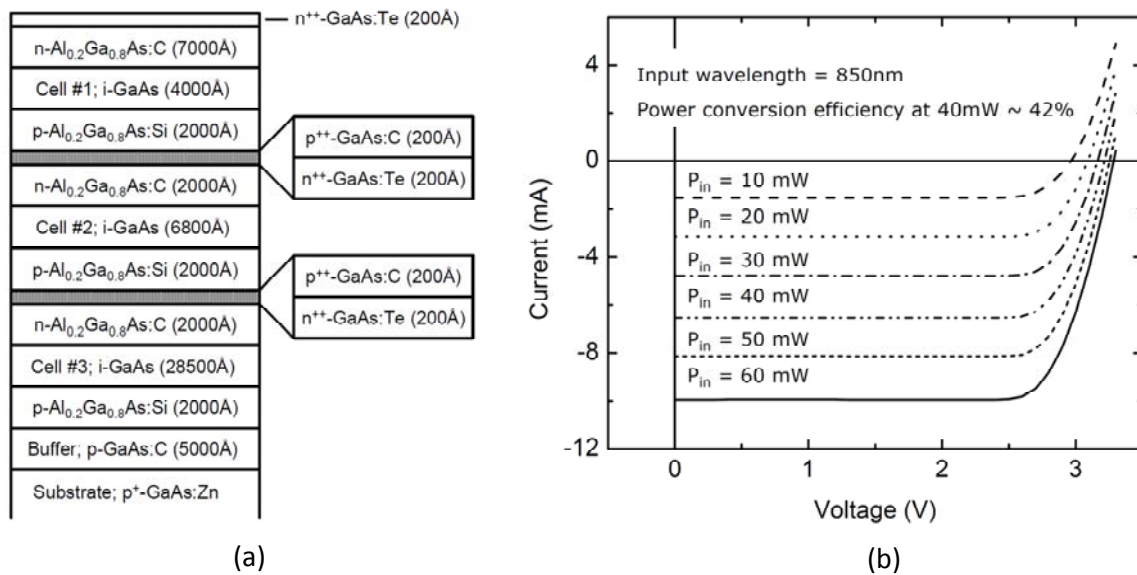 n⁺⁺-GaAs:Te (200Å)
n-Al₀.₂Ga₀.₈As:C (7000Å)
Cell #1; i-GaAs (4000Å)
p-Al₀.₂Ga₀.₈As:Si (2000Å)
p⁺⁺-GaAs:C (200Å)
n⁺⁺-GaAs:Te (200Å)
n-Al₀.₂Ga₀.₈As:C (2000Å)
Cell #2; i-GaAs (6800Å)
p-Al₀.₂Ga₀.₈As:Si (2000Å)
p⁺⁺-GaAs:C (200Å)
n⁺⁺-GaAs:Te (200Å)
n-Al₀.₂Ga₀.₈As:C (2000Å)
Cell #3; i-GaAs (28500Å)
p-Al₀.₂Ga₀.₈As:Si (2000Å)
Buffer; p-GaAs:C (5000Å)
Substrate; p⁺-GaAs:Zn
(a)
Input wavelength = 850nm
Power conversion efficiency at 40mW ~ 42%
Pin = 10 mW
Pin = 20 mW
Pin = 30 mW
Pin = 40 mW
Pin = 50 mW
Pin = 60 mW
Current (mA)
4
0
-4
-8
-12
0
1
2
3
Voltage (V)
(b)